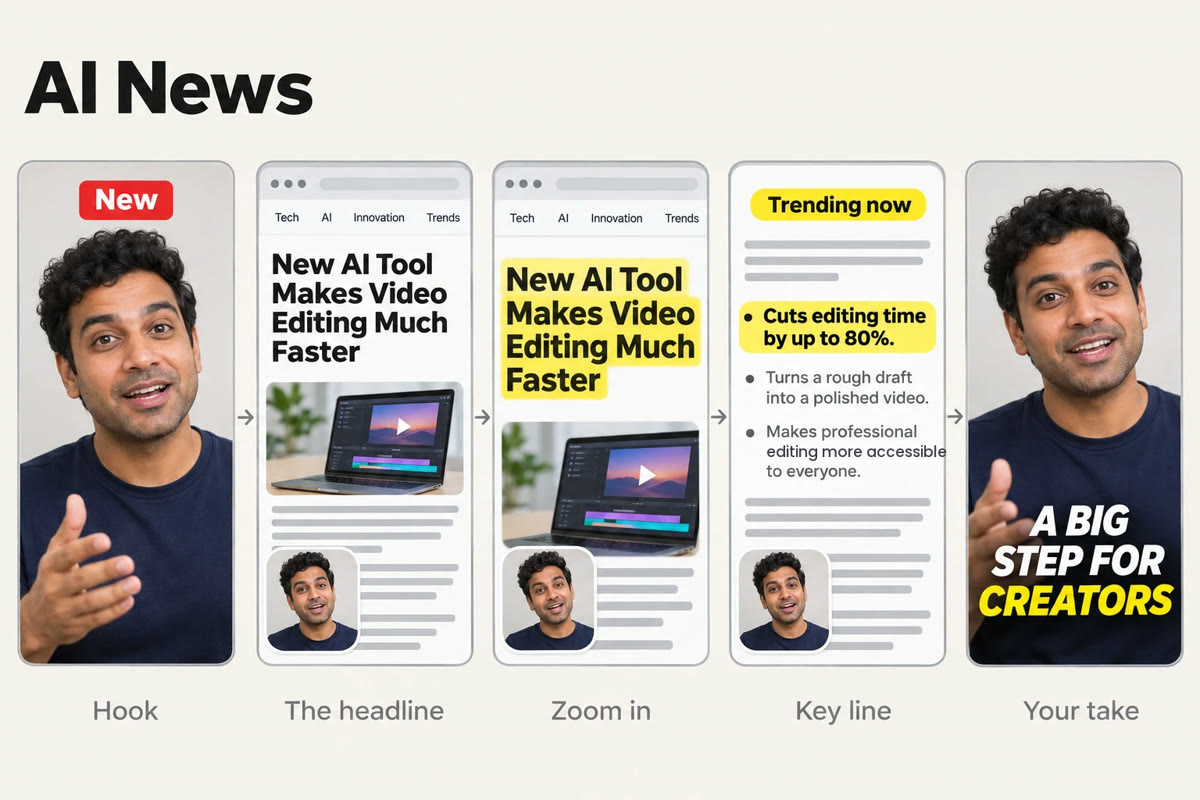 AI News
New
Tech AI Innovation Trends
New AI Tool
Makes Video
Editing Much
Faster
Tech AI Innovation Trends
New AI Tool
Makes Video
Editing Much
Faster
Trending now
• Cuts editing time
by up to 80%.
• Turns a rough draft
into a polished video.
• Makes professional
editing more accessible
to everyone.
A BIG
STEP FOR
CREATORS
Hook
The headline
Zoom in
Key line
Your take